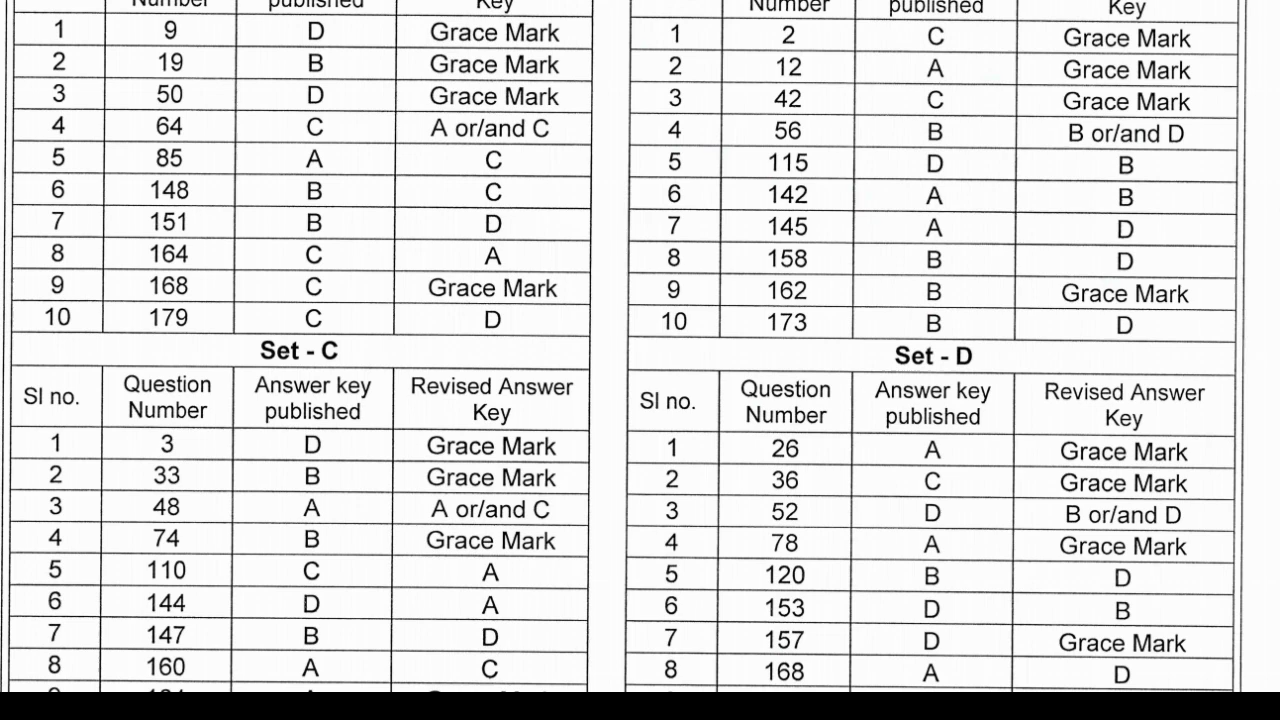 Number published Key
1 9 D Grace Mark
2 19 B Grace Mark
3 50 D Grace Mark
4 64 C A or/and C
5 85 A C
6 148 B C
7 151 B D
8 164 C A
9 168 C Grace Mark
10 179 C D
Set - C
Sl no. Question Number Answer key published Revised Answer Key
1 3 D Grace Mark
2 33 B Grace Mark
3 48 A A or/and C
4 74 B Grace Mark
5 110 C A
6 144 D A
7 147 B D
8 160 A C
Number published Key
1 2 C Grace Mark
2 12 A Grace Mark
3 42 C Grace Mark
4 56 B B or/and D
5 115 D B
6 142 A B
7 145 A D
8 158 B D
9 162 B Grace Mark
10 173 B D
Set - D
Sl no. Question Number Answer key published Revised Answer Key
1 26 A Grace Mark
2 36 C Grace Mark
3 52 D B or/and D
4 78 A Grace Mark
5 120 B D
6 153 D B
7 157 D Grace Mark
8 168 A D